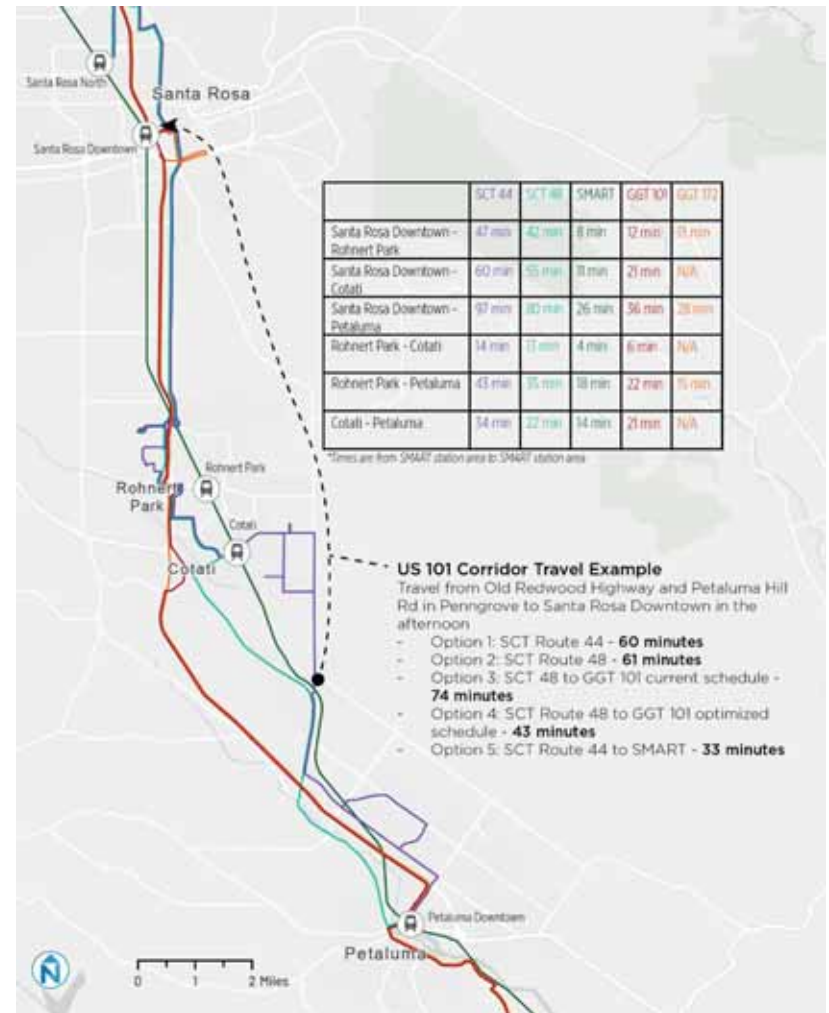 Santa Rosa North
Santa Rosa
Santa Rosa Downtown
SCT 44 SCT 48 SMART GGT 101 GGT 172
Santa Rosa Downtown - Rohnert Park 47 min 42 min 8 min 12 min 13 min
Santa Rosa Downtown - Cotati 60 min 55 min 11 min 21 min N/A
Santa Rosa Downtown - Petaluma 97 min 80 min 26 min 36 min 28 min
Rohnert Park - Cotati 14 min 13 min 4 min 6 min N/A
Rohnert Park - Petaluma 43 min 35 min 18 min 22 min 15 min
Cotati - Petaluma 34 min 22 min 14 min 21 min N/A
*Times are from SMART station area to SMART station area
Rohnert Park
Rohnert
Park
Cotati
Cotati
US 101 Corridor Travel Example
Travel from Old Redwood Highway and Petaluma Hill
Rd in Penngrove to Santa Rosa Downtown in the
afternoon
- Option 1: SCT Route 44 - 60 minutes
- Option 2: SCT Route 48 - 61 minutes
- Option 3: SCT 48 to GGT 101 current schedule -
74 minutes
- Option 4: SCT Route 48 to GGT 101 optimized
schedule - 43 minutes
- Option 5: SCT Route 44 to SMART - 33 minutes
Petaluma Downtown
Petaluma
N
0 1 2 Miles